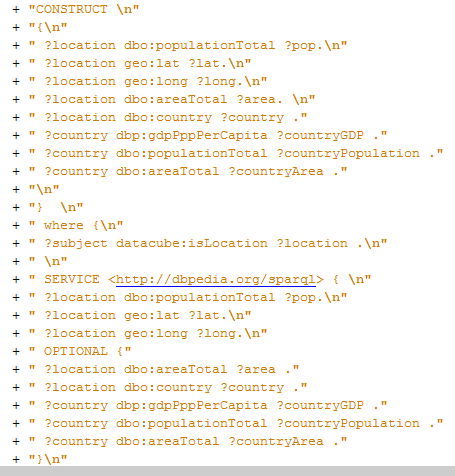 + "CONSTRUCT \n"
+ "{\n"
+ " ?location dbo:populationTotal ?pop.\n"
+ " ?location geo:lat ?lat.\n"
+ " ?location geo:long ?long.\n"
+ " ?location dbo:areaTotal ?area. \n"
+ " ?location dbo:country ?country ."
+ " ?country dbp:gdpPppPerCapita ?countryGDP ."
+ " ?country dbo:populationTotal ?countryPopulation ."
+ " ?country dbo:areaTotal ?countryArea ."
+ "\n"
+ "}  \n"
+ " where {\n"
+ " ?subject datacube:isLocation ?location .\n"
+ " \n"
+ " SERVICE <http://dbpedia.org/sparql> { \n"
+ " ?location dbo:populationTotal ?pop.\n"
+ " ?location geo:lat ?lat.\n"
+ " ?location geo:long ?long.\n"
+ " OPTIONAL {"
+ " ?location dbo:areaTotal ?area ."
+ " ?location dbo:country ?country ."
+ " ?country dbp:gdpPppPerCapita ?countryGDP ."
+ " ?country dbo:populationTotal ?countryPopulation ."
+ " ?country dbo:areaTotal ?countryArea ."
+ "}\n"